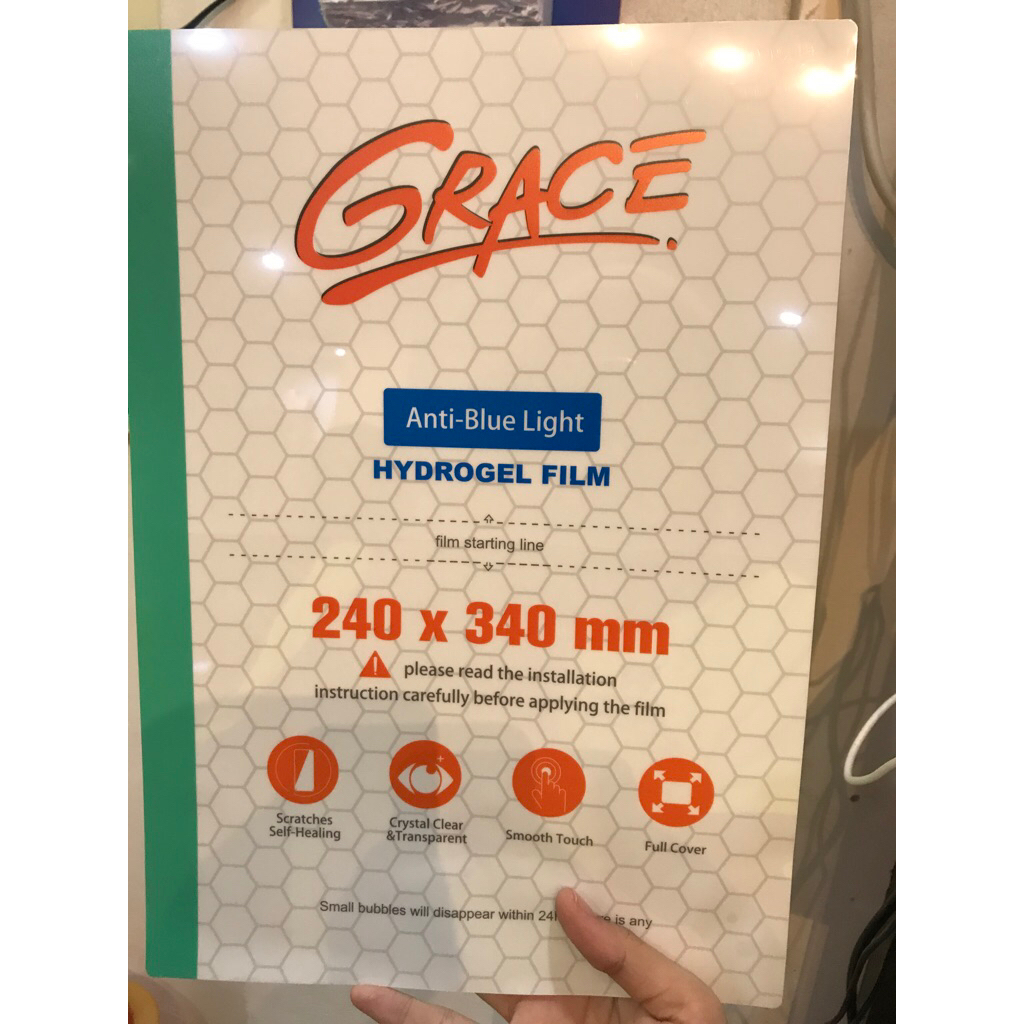 GRACE
Anti-Blue Light
HYDROGEL FILM
film starting line
240 x 340 mm
please read the installation
instruction carefully before applying the film
Scratches
Self-Healing
Crystal Clear
&Transparent
Smooth Touch
Full Cover
Small bubbles will disappear within is any